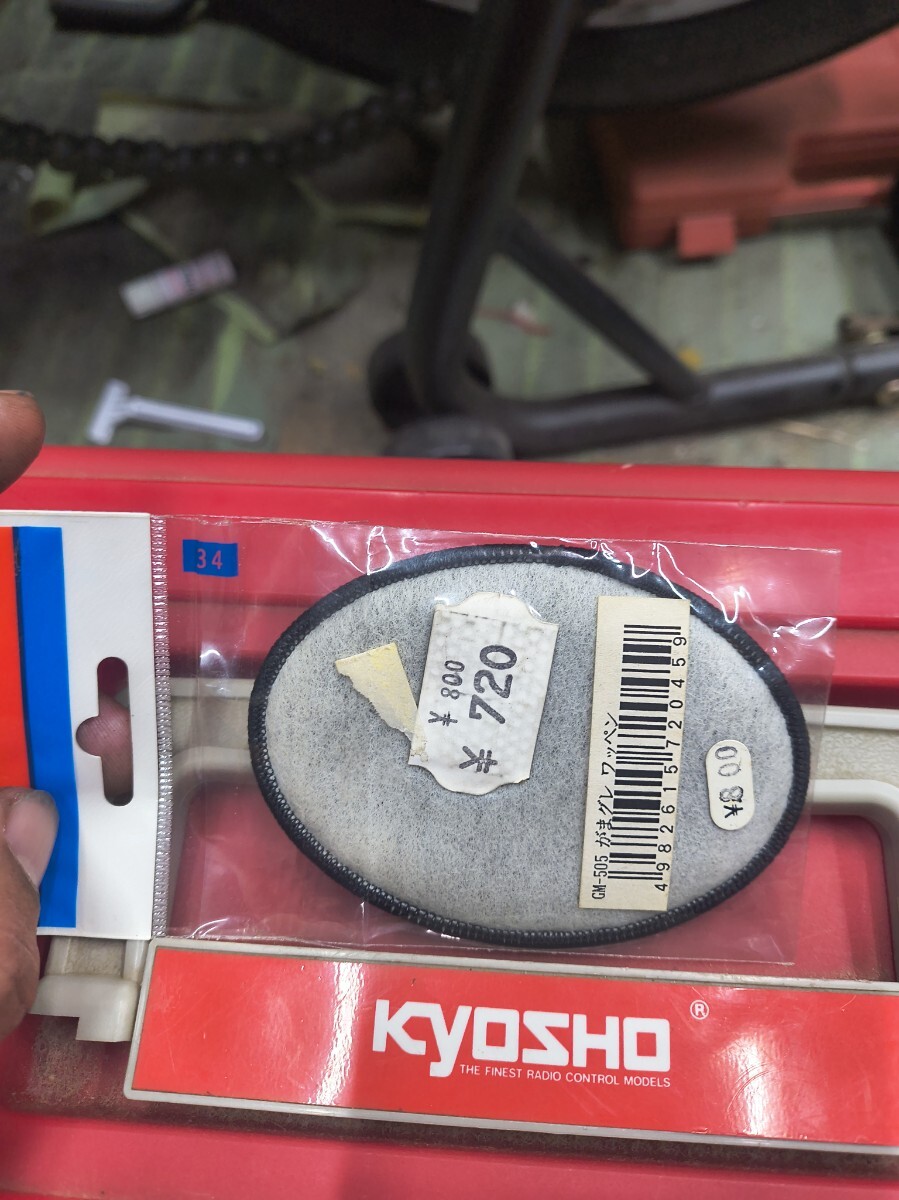 34
¥ 800
¥ 720
GM-505 がまグレ ワッペン
4982615720459
¥800
KYOSHO ®
THE FINEST RADIO CONTROL MODELS